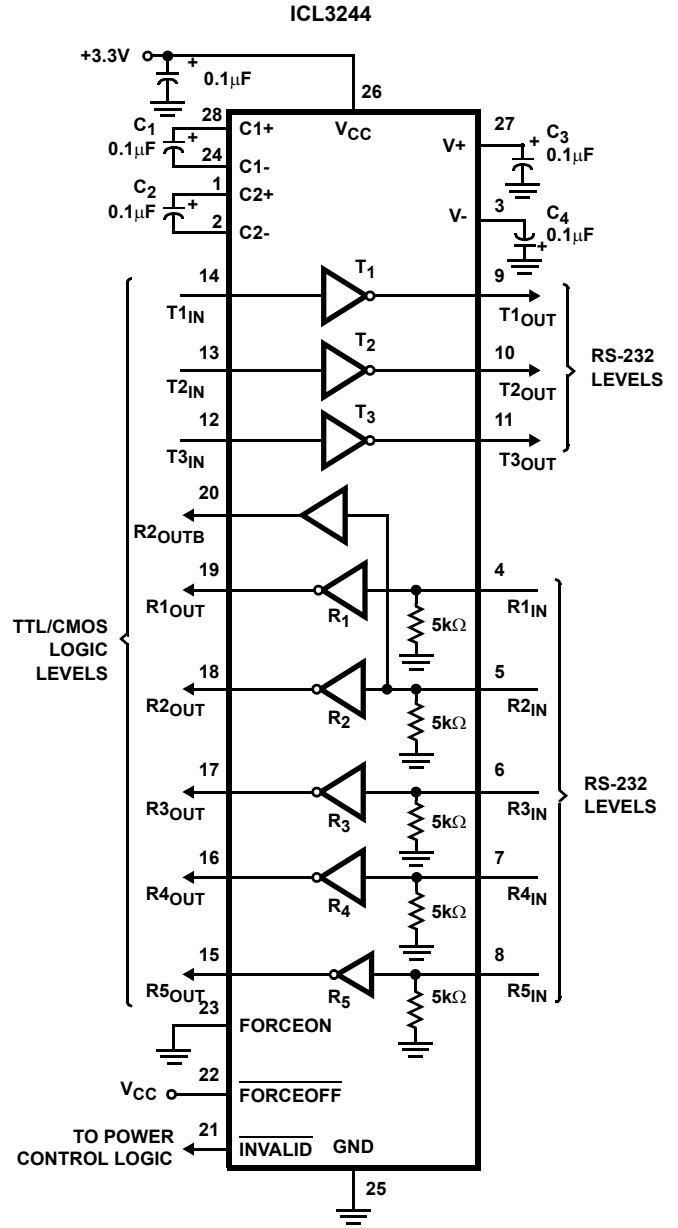 ICL3244
+3.3V
+
0.1μF
26
28
C1
0.1μF
+
C1+
VCC
24
C1-
1
C2
0.1μF
+
C2+
2
C2-
27
V+
+
C3
0.1μF
3
V-
C4
0.1μF
+
14
T1IN
T1
9
T1OUT
13
T2IN
T2
10
T2OUT
12
T3IN
T3
11
T3OUT
RS-232
LEVELS
20
R2OUTB
19
R1OUT
R1
5kΩ
4
R1IN
TTL/CMOS
LOGIC
LEVELS
18
R2OUT
R2
5kΩ
5
R2IN
17
R3OUT
R3
5kΩ
6
R3IN
RS-232
LEVELS
16
R4OUT
R4
5kΩ
7
R4IN
15
R5OUT
R5
5kΩ
8
R5IN
23
FORCEON
VCC
22
FORCEOFF
21
TO POWER
CONTROL LOGIC
INVALID
GND
25